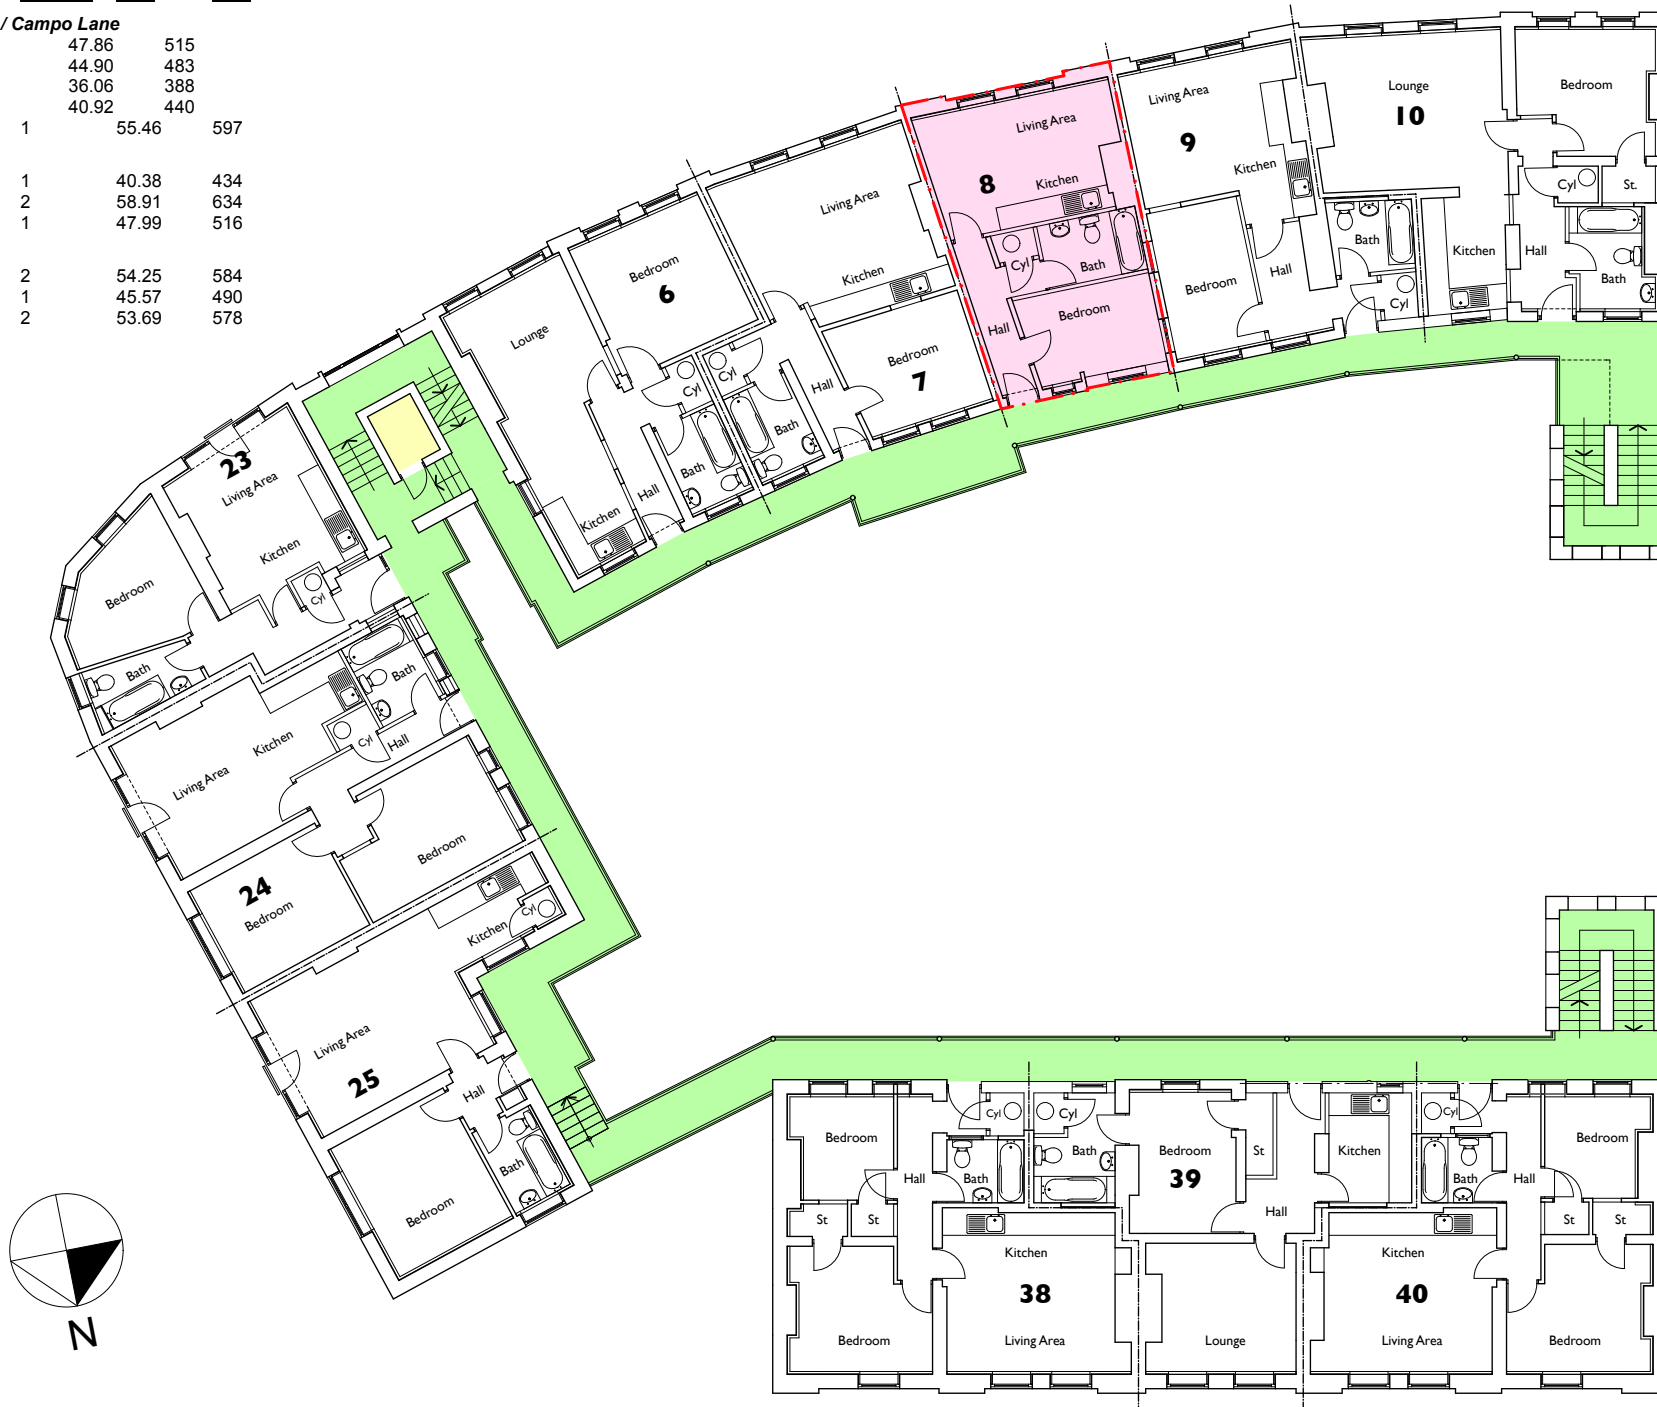 / Campo Lane
47.86 515
44.90 483
36.06 388
40.92 440
1 55.46 597
1 40.38 434
2 58.91 634
1 47.99 516
2 54.25 584
1 45.57 490
2 53.69 578
Living Area
Kitchen
8
Cyl
Bath
Hall
Bedroom
Living Area
9
Kitchen
Bedroom
Hall
Lounge
10
Bath
Kitchen
Cyl
Bedroom
Cyl
St.
Hall
Bath
Lounge
Bedroom
6
Cyl
Bath
Hall
Kitchen
Living Area
Kitchen
Cyl
Bath
Hall
Bedroom
7
23
Living Area
Kitchen
Cyl
Bedroom
Bath
Bath
Kitchen
Cyl
Hall
Living Area
Bedroom
24
Bedroom
Cyl
Kitchen
Living Area
25
Hall
Bath
Bedroom
N
Bedroom
Hall
Cyl
Bath
St
St
Kitchen
38
Bedroom
Living Area
Cyl
Bath
Bedroom
39
St
Hall
Kitchen
Lounge
Cyl
Bath
Hall
Bedroom
St
St
Kitchen
40
Living Area
Bedroom